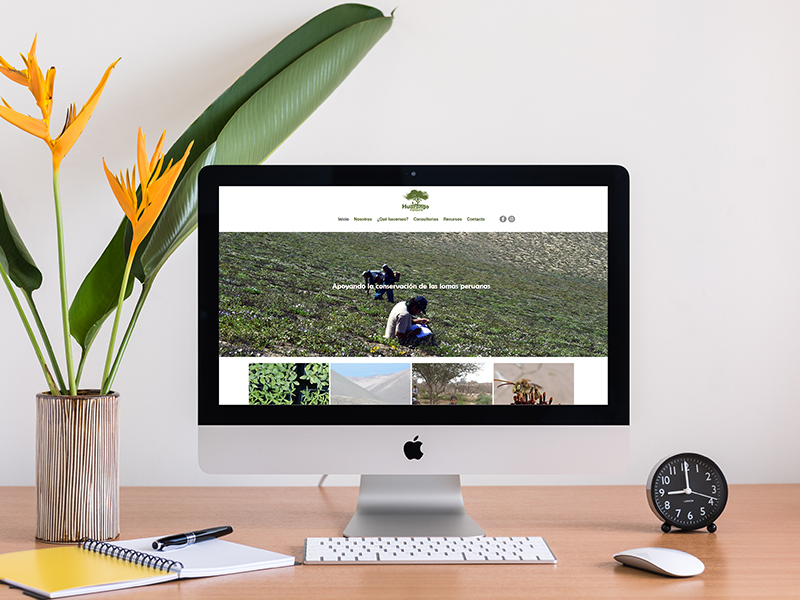 Huarango
Inicio Nosotros ¿Qué hacemos? Consultorías Recursos Contacto
Apoyando la conservación de las lomas peruanas
12
11 1
10 2
9 3
8 4
7 6 5